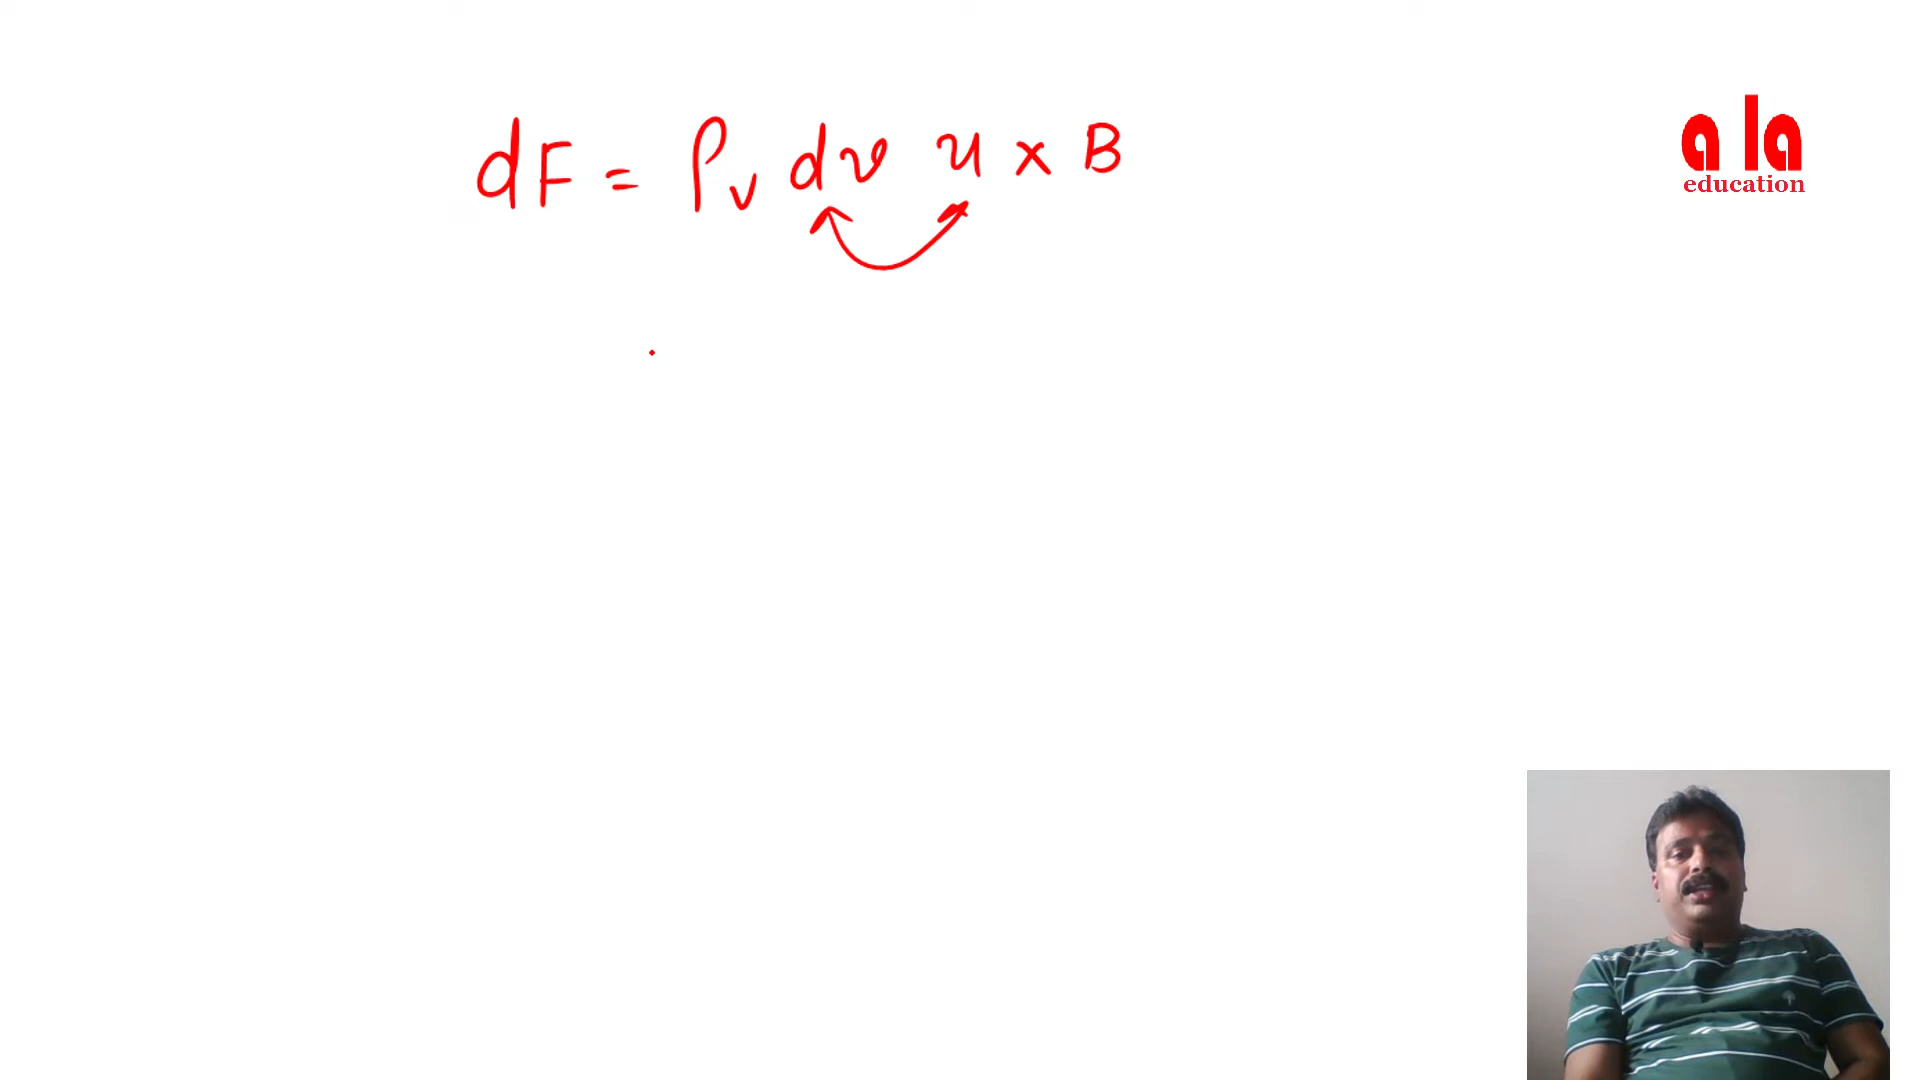 dF = ρᵥ dv u × B
a la
education